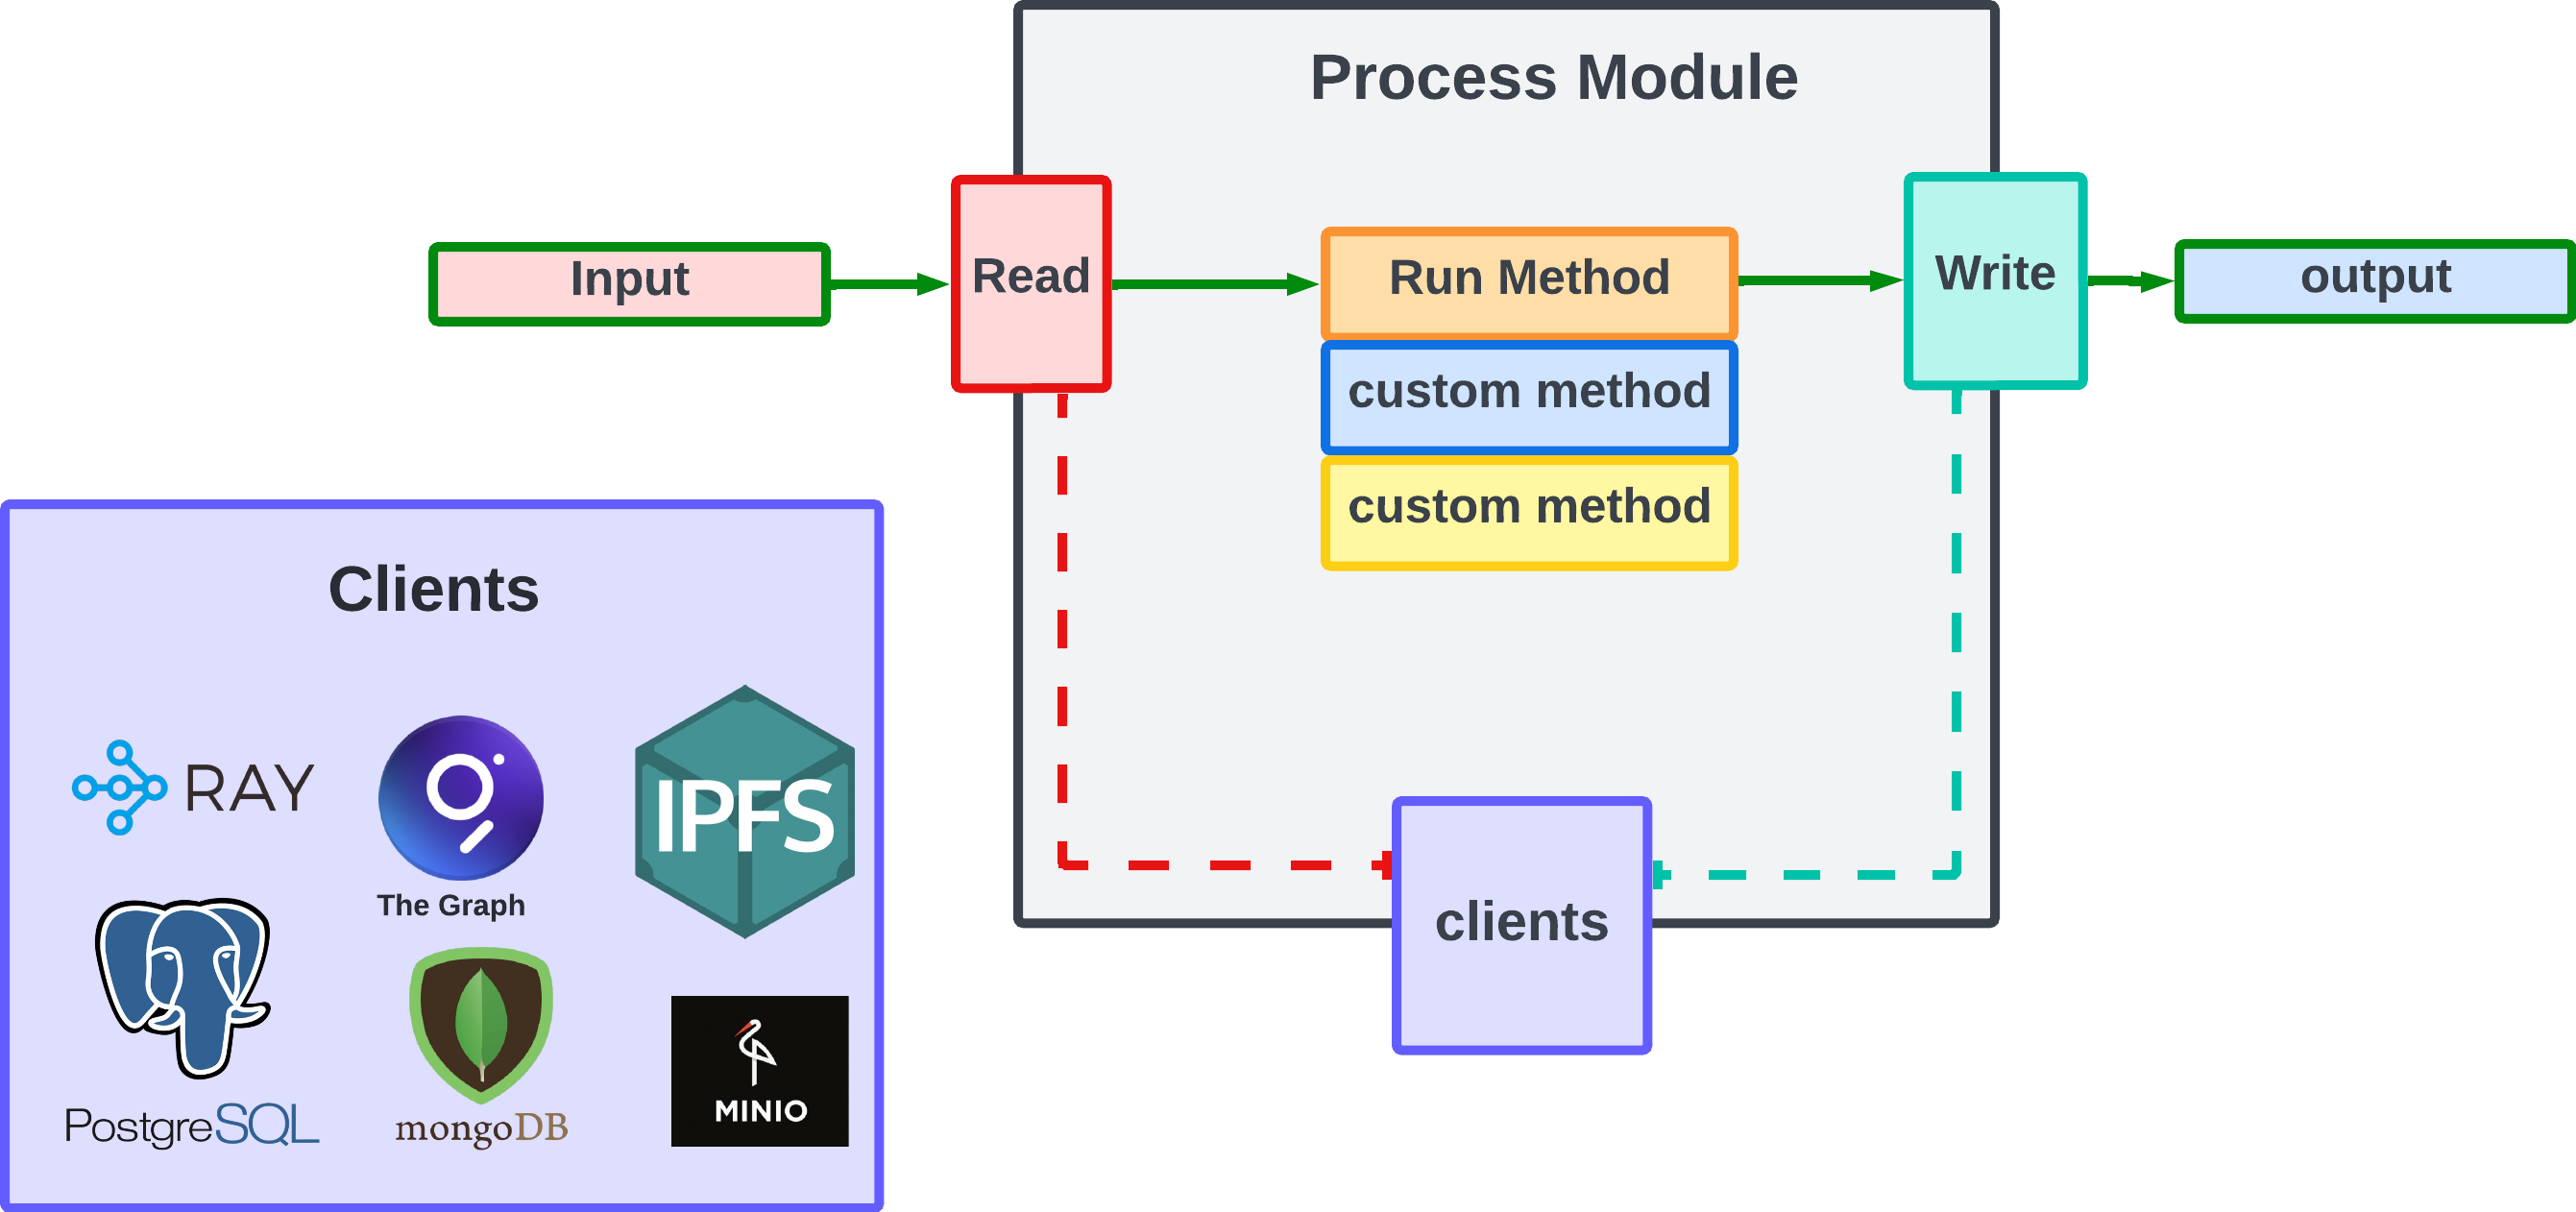 Process Module
Input
Read
Run Method
Write
output
custom method
custom method
clients
Clients
RAY
The Graph
IPFS
PostgreSQL
mongoDB
MINIO